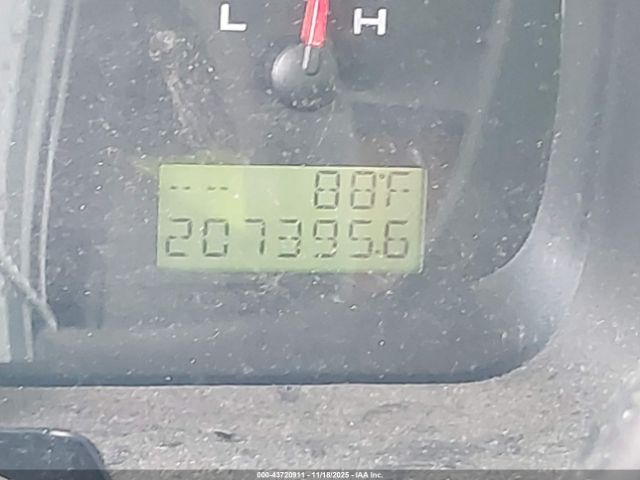 L H
-- -- 88°F
207395.6
000-43720911 - 11/18/2025 - IAA Inc.